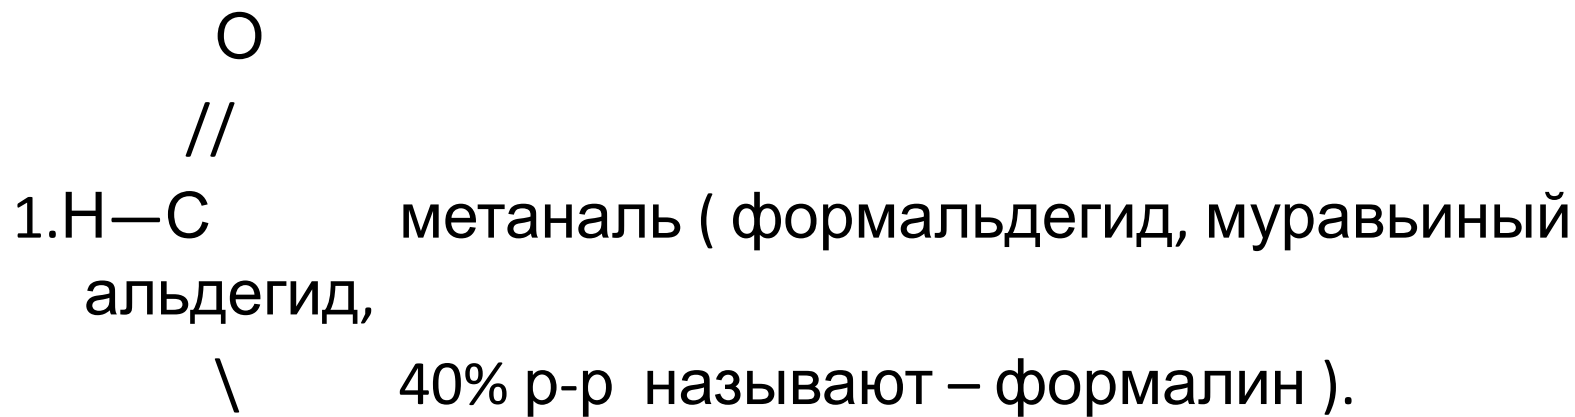 O
//
1.H—C метаналь ( формальдегид, муравьиный
альдегид,
\ 40% р-р называют – формалин ).